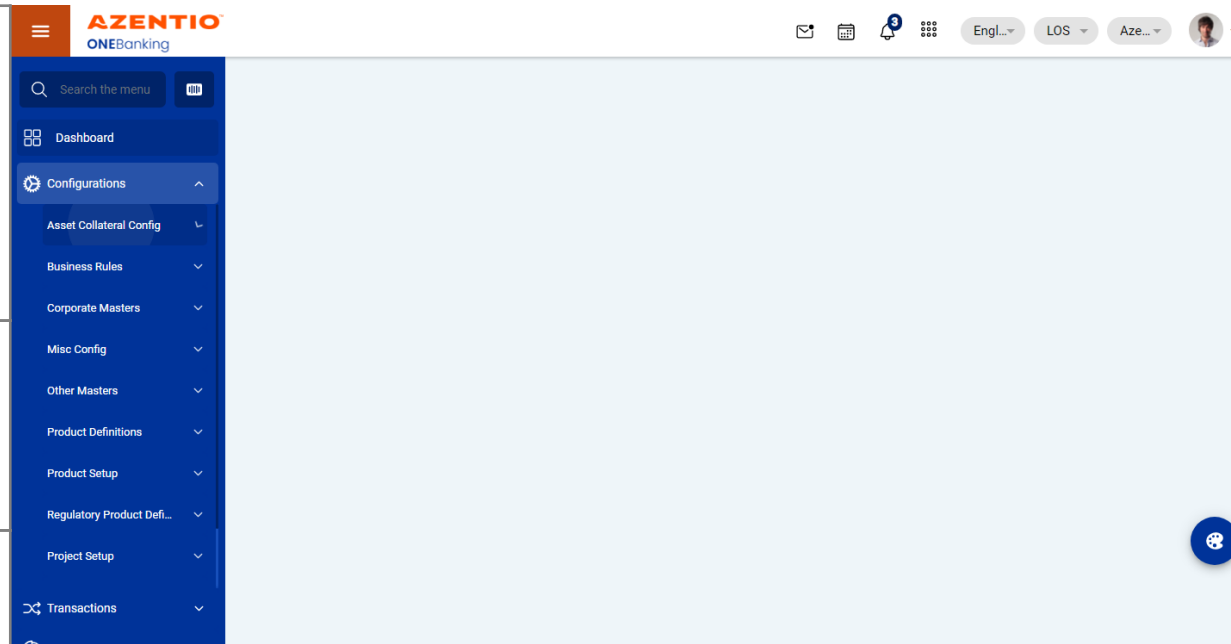 AZENTIO
ONEBanking
3
Engl...
LOS
Aze...
Search the menu
Dashboard
Configurations
Asset Collateral Config
Business Rules
Corporate Masters
Misc Config
Other Masters
Product Definitions
Product Setup
Regulatory Product Defi...
Project Setup
Transactions